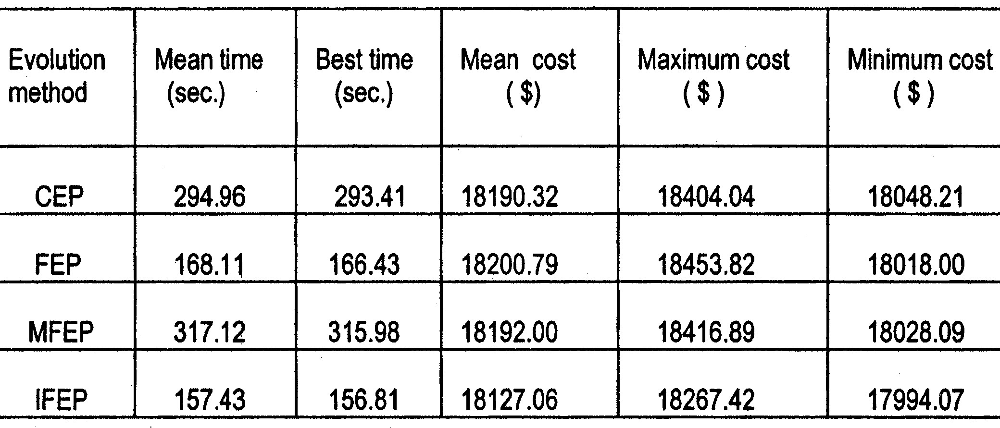 Evolution method Mean time (sec.) Best time (sec.) Mean cost ( $) Maximum cost ( $ ) Minimum cost ( $ )
CEP 294.96 293.41 18190.32 18404.04 18048.21
FEP 168.11 166.43 18200.79 18453.82 18018.00
MFEP 317.12 315.98 18192.00 18416.89 18028.09
IFEP 157.43 156.81 18127.06 18267.42 17994.07